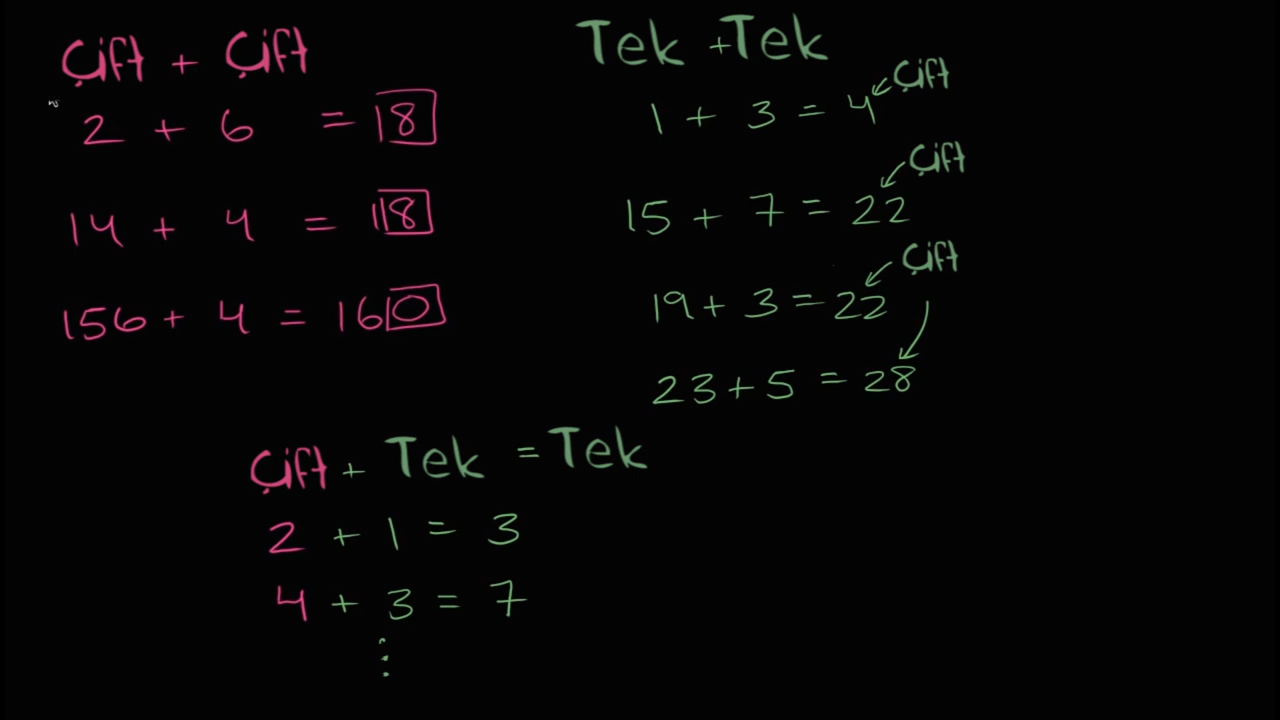 Çift + Çift
2 + 6 = 8
14 + 4 = 18
156 + 4 = 160
Tek + Tek
1 + 3 = 4 Çift
15 + 7 = 22 Çift
19 + 3 = 22 Çift
23 + 5 = 28
Çift + Tek = Tek
2 + 1 = 3
4 + 3 = 7
⋮